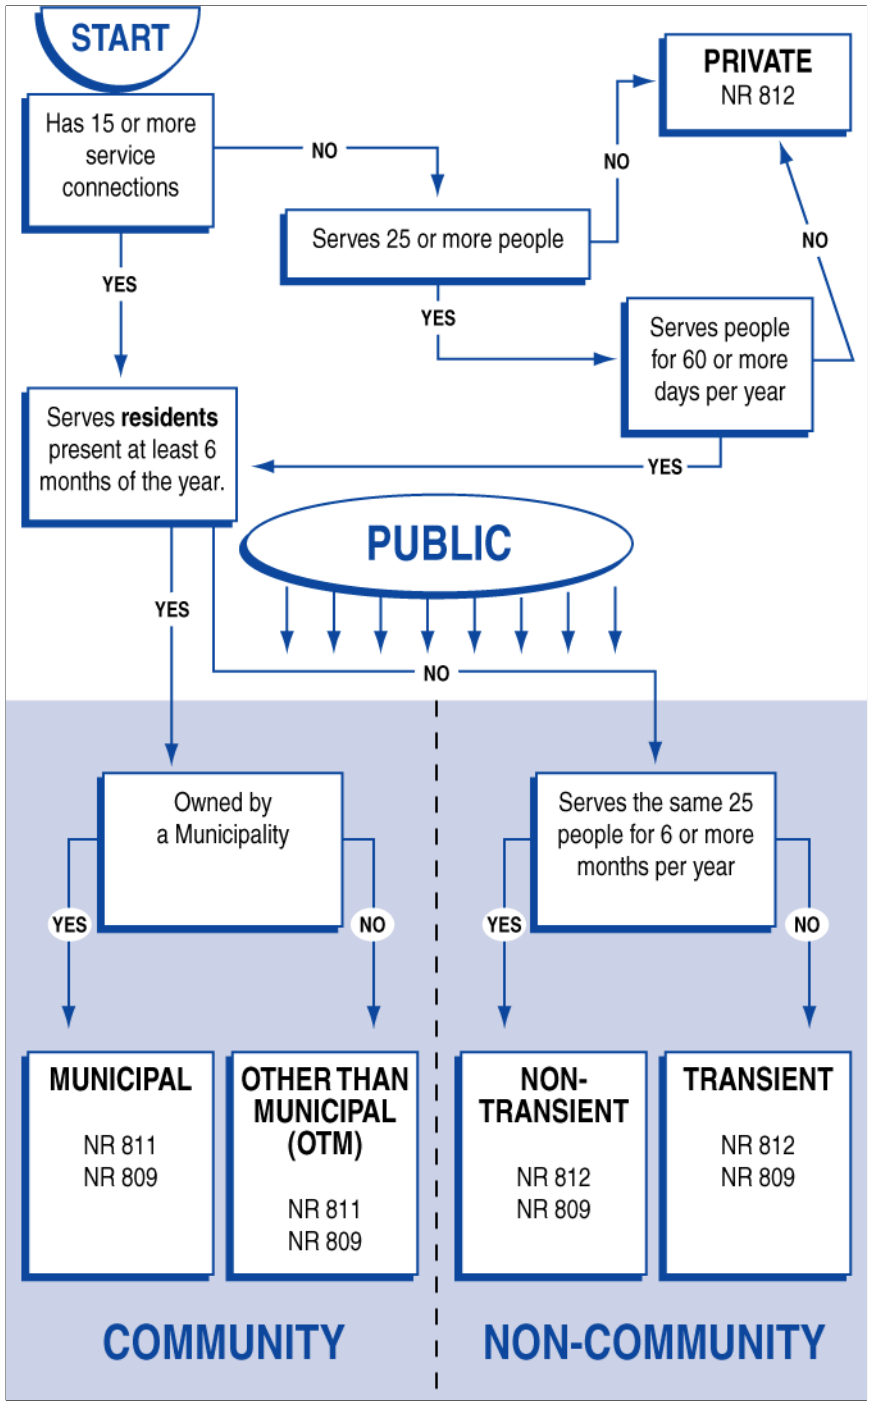 START
Has 15 or more
service
connections
NO
PRIVATE
NR 812
NO
Serves 25 or more people
NO
YES
YES
Serves people
for 60 or more
days per year
Serves residents
present at least 6
months of the year.
YES
PUBLIC
YES
NO
Owned by
a Municipality
Serves the same 25
people for 6 or more
months per year
YES
NO
YES
NO
MUNICIPAL
NR 811
NR 809
OTHER THAN
MUNICIPAL
(OTM)
NR 811
NR 809
NON-
TRANSIENT
NR 812
NR 809
TRANSIENT
NR 812
NR 809
COMMUNITY
NON-COMMUNITY